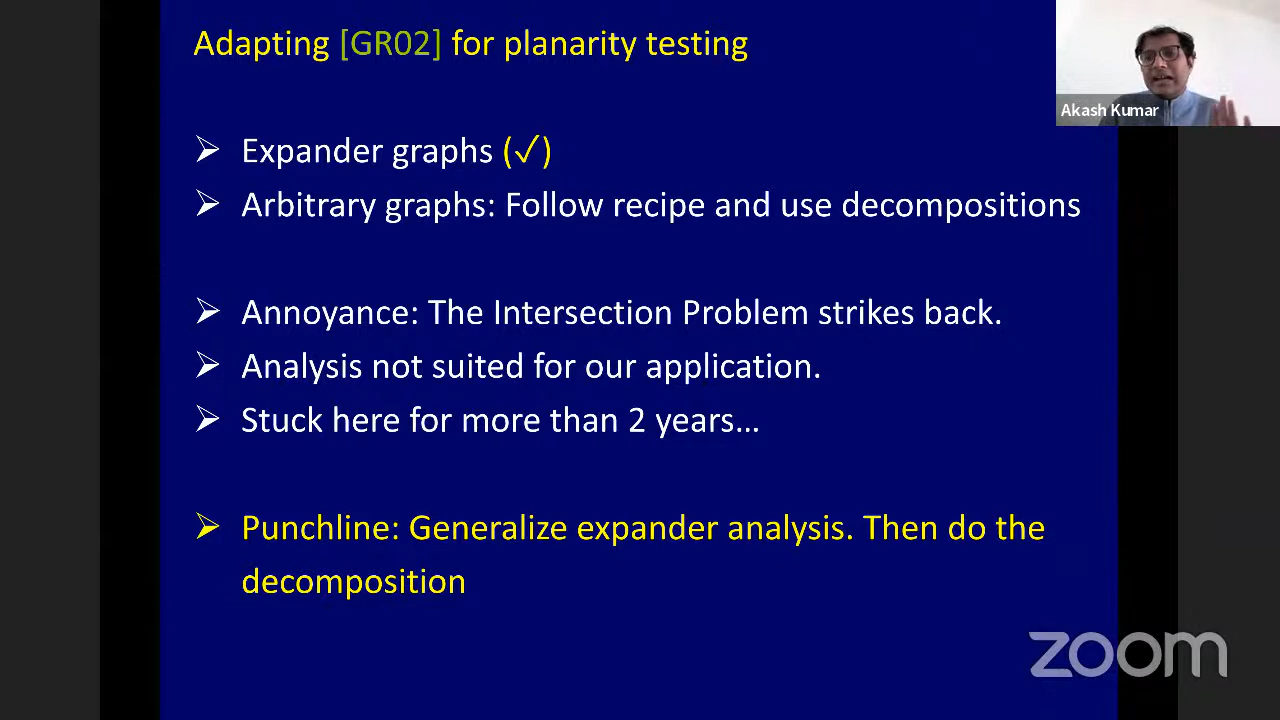 Adapting [GR02] for planarity testing
Akash Kumar
➢ Expander graphs (✓)
➢ Arbitrary graphs: Follow recipe and use decompositions
➢ Annoyance: The Intersection Problem strikes back.
➢ Analysis not suited for our application.
➢ Stuck here for more than 2 years…
➢ Punchline: Generalize expander analysis. Then do the
decomposition
zoom